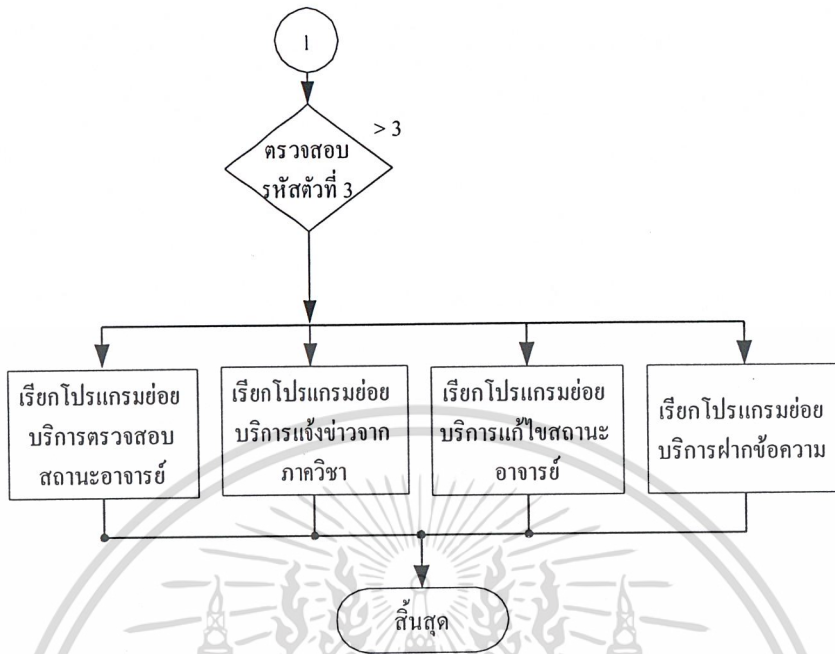 1
> 3
ตรวจสอบ
รหัสตัวที่ 3
เรียกโปรแกรมย่อย
บริการตรวจสอบ
สถานะอาจารย์
เรียกโปรแกรมย่อย
บริการแจ้งข่าวจาก
ภาควิชา
เรียกโปรแกรมย่อย
บริการแก้ไขสถานะ
อาจารย์
เรียกโปรแกรมย่อย
บริการฝากข้อความ
สิ้นสุด